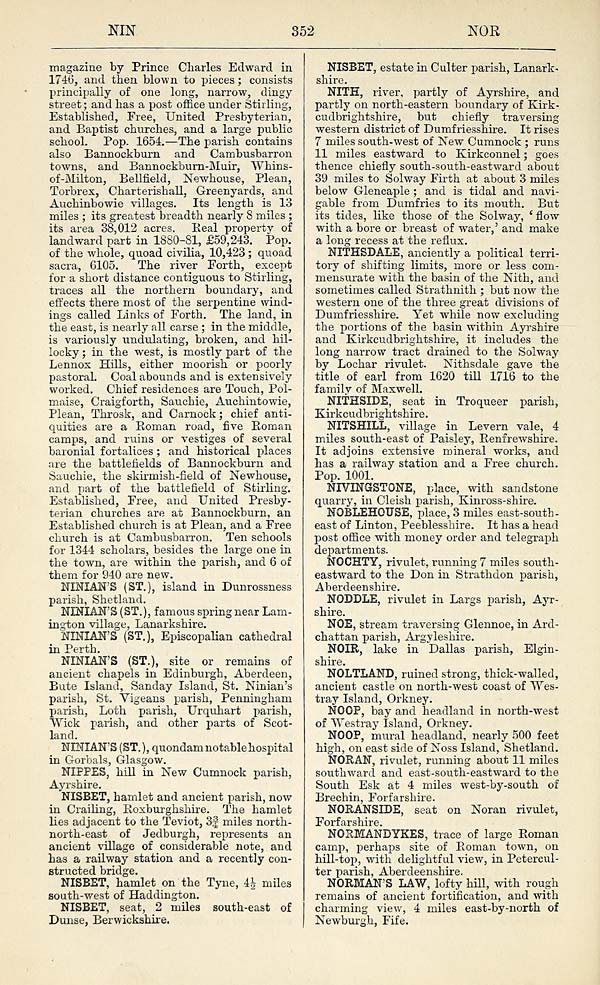 NIN 352 NOR
magazine by Prince Charles Edward in
1746, and then blown to pieces; consists
principally of one long, narrow, dingy
street; and has a post office under Stirling,
Established, Free, United Presbyterian,
and Baptist churches, and a large public
school. Pop. 1654.—The parish contains
also Bannockburn and Cambusbarron
towns, and Bannockburn-Muir, Whins-
of-Milton, Bellfield, Newhouse, Plean,
Torbrex, Charterishall, Greenyards, and
Auchinbowie villages. Its length is 13
miles; its greatest breadth nearly 8 miles;
its area 38,012 acres. Real property of
landward part in 1880-81, £59,243. Pop.
of the whole, quoad civilia, 10,423; quoad
sacra, 6105. The river Forth, except
for a short distance contiguous to Stirling,
traces all the northern boundary, and
effects there most of the serpentine wind-
ings called Links of Forth. The land, in
the east, is nearly all carse; in the middle,
is variously undulating, broken, and hil-
locky; in the west, is mostly part of the
Lennox Hills, either moorish or poorly
pastoral. Coal abounds and is extensively
worked. Chief residences are Touch, Pol-
maise, Craigforth, Sauchie, Auchintowie,
Plean, Throsk, and Carnock; chief anti-
quities are a Roman road, five Roman
camps, and ruins or vestiges of several
baronial fortalices; and historical places
are the battlefields of Bannockburn and
Sauchie, the skirmish-field of Newhouse,
and part of the battlefield of Stirling.
Established, Free, and United Presby-
terian churches are at Bannockburn, an
Established church is at Plean, and a Free
church is at Cambusbarron. Ten schools
for 1344 scholars, besides the large one in
the town, are within the parish, and 6 of
them for 940 are new.
NINIAN'S (ST.), island in Dunrossness
parish, Shetland.
NINIAN'S (ST.), famous spring near Lam-
ington village, Lanarkshire.
NINIAN'S (ST.), Episcopalian cathedral
in Perth.
NINIAN'S (ST.), site or remains of
ancient chapels in Edinburgh, Aberdeen,
Bute Island, Sanday Island, St. Ninian's
parish, St. Vigeans parish, Penningham
parish, Loth parish, Urquhart parish,
Wick parish, and other parts of Scot-
land.
NINIAN'S (ST.), quondam notable hospital
in Gorbals, Glasgow.
NIPPES, hill in New Cumnock parish,
Ayrshire.
NISBET, hamlet and ancient parish, now
in Crailing, Roxburghshire. The hamlet
lies adjacent to the Teviot, 3¾ miles north-
north-east of Jedburgh, represents an
ancient village of considerable note, and
has a railway station and a recently con-
structed bridge.
NISBET, hamlet on the Tyne, 4½ miles
south-west of Haddington.
NISBET, seat, 2 miles south-east of
Dunse, Berwickshire.
NISBET, estate in Culter parish, Lanark-
shire.
NITH, river, partly of Ayrshire, and
partly on north-eastern boundary of Kirk-
cudbrightshire, but chiefly traversing
western district of Dumfriesshire. It rises
7 miles south-west of New Cumnock; runs
11 miles eastward to Kirkconnel; goes
thence chiefly south-south-eastward about
39 miles to Solway Firth at about 3 miles
below Glencaple; and is tidal and navi-
gable from Dumfries to its mouth. But
its tides, like those of the Solway, 'flow
with a bore or breast of water,' and make
a long recess at the reflux.
NITHSDALE, anciently a political terri-
tory of shifting limits, more or less com-
mensurate with the basin of the Nith, and
sometimes called Strathnith; but now the
western one of the three great divisions of
Dumfriesshire. Yet while now excluding
the portions of the basin within Ayrshire
and Kirkcudbrightshire, it includes the
long narrow tract drained to the Solway
by Lochar rivulet. Nithsdale gave the
title of earl from 1620 till 1716 to the
family of Maxwell.
NITHSIDE, seat in Troqueer parish,
Kirkcudbrightshire.
NITSHILL, village in Levern vale, 4
miles south-east of Paisley, Renfrewshire.
It adjoins extensive mineral works, and
has a railway station and a Free church.
Pop. 1001.
NIVINGSTONE, place, with sandstone
quarry, in Cleish parish, Kinross-shire.
NOBLEHOUSE, place, 3 miles east-south-
east of Linton, Peeblesshire. It has a head
post office with money order and telegraph
departments.
NOCHTY, rivulet, running 7 miles south-
eastward to the Don in Strathdon parish,
Aberdeenshire.
NODDLE, rivulet in Largs parish, Ayr-
shire.
NOE, stream traversing Glennoe, in Ard-
chattan parish, Argyleshire.
NOIR, lake in Dallas parish, Elgin-
shire.
NOLTLAND, ruined strong, thick-walled,
ancient castle on north-west coast of Wes-
tray Island, Orkney.
NOOP, bay and headland in north-west
of Westray Island, Orkney.
NOOP, mural headland, nearly 500 feet
high, on east side of Noss Island, Shetland.
NORAN, rivulet, running about 11 miles
southward and east-south-eastward to the
South Esk at 4 miles west-by-south of
Brechin, Forfarshire.
NORANSIDE, seat on Noran rivulet,
Forfarshire.
NORMANDYKES, trace of large Roman
camp, perhaps site of Roman town, on
hill-top, with delightful view, in Petercul-
ter parish, Aberdeenshire.
NORMAN'S LAW, lofty hill, with rough
remains of ancient fortification, and with
charming view, 4 miles east-by-north of
Newburgh, Fife.